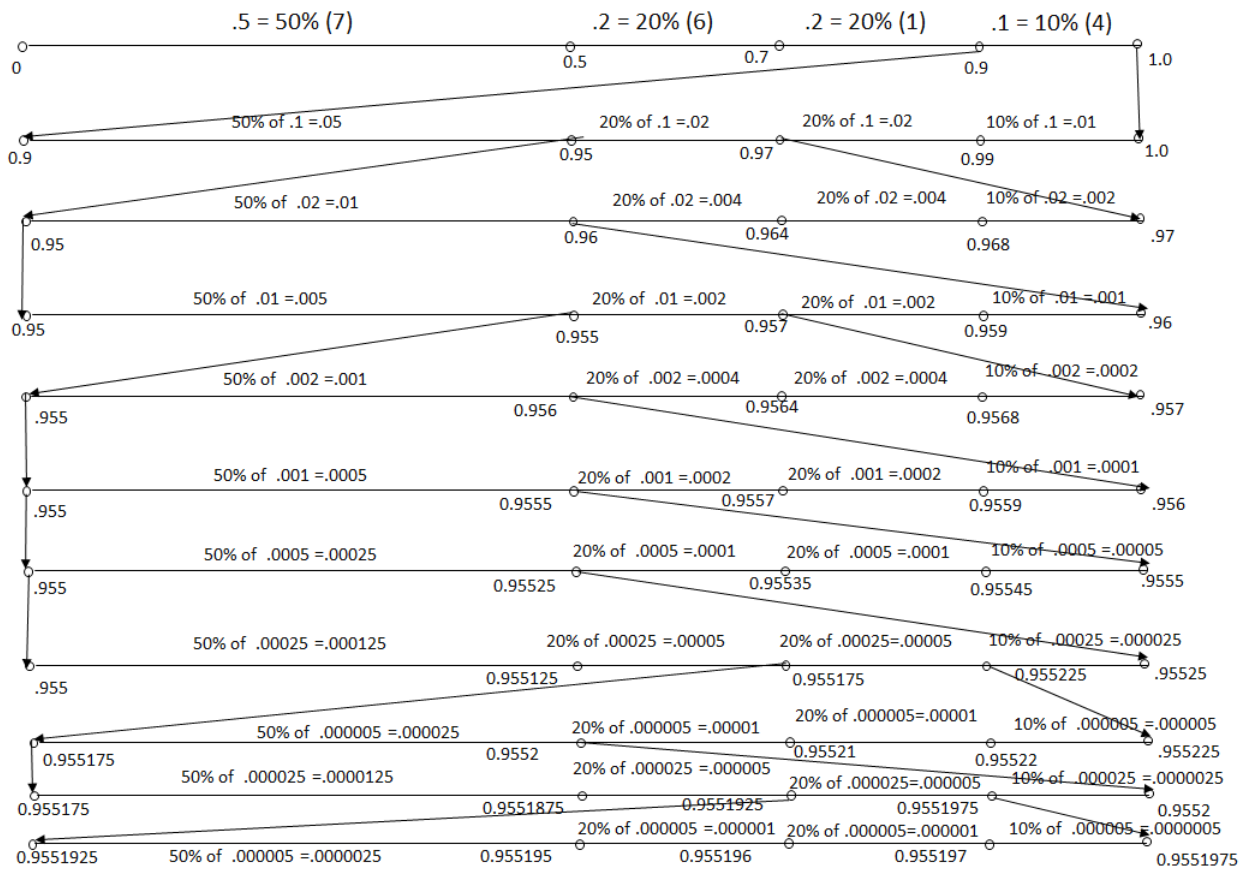 .5 = 50% (7) .2 = 20% (6) .2 = 20% (1) .1 = 10% (4)
0 0.5 0.7 0.9 1.0
50% of .1 =.05 20% of .1 =.02 20% of .1 =.02 10% of .1 =.01
0.9 0.95 0.97 0.99 1.0
50% of .02 =.01 20% of .02 =.004 20% of .02 =.004 10% of .02 =.002
0.95 0.96 0.964 0.968 .97
50% of .01 =.005 20% of .01 =.002 20% of .01 =.002 10% of .01 =.001
0.95 0.955 0.957 0.959 .96
50% of .002 =.001 20% of .002 =.0004 20% of .002 =.0004 10% of .002 =.0002
.955 0.956 0.9564 0.9568 .957
50% of .001 =.0005 20% of .001 =.0002 20% of .001 =.0002 10% of .001 =.0001
.955 0.9555 0.9557 0.9559 .956
50% of .0005 =.00025 20% of .0005 =.0001 20% of .0005 =.0001 10% of .0005 =.00005
.955 0.95525 0.95535 0.95545 .9555
50% of .00025 =.000125 20% of .00025 =.00005 20% of .00025=.00005 10% of .00025 =.000025
.955 0.955125 0.955175 0.955225 .95525
50% of .000005 =.000025 20% of .000005 =.00001 20% of .000005=.00001 10% of .000005 =.000005
0.955175 0.9552 0.95521 0.95522 .955225
50% of .000025 =.0000125 20% of .000025 =.000005 20% of .000025=.000005 10% of .000025 =.0000025
0.955175 0.9551875 0.9551925 0.9551975 0.9552
20% of .000005 =.000001 20% of .000005=.000001 10% of .000005=.0000005
0.9551925 50% of .000005 =.0000025 0.955195 0.955196 0.955197 0.9551975